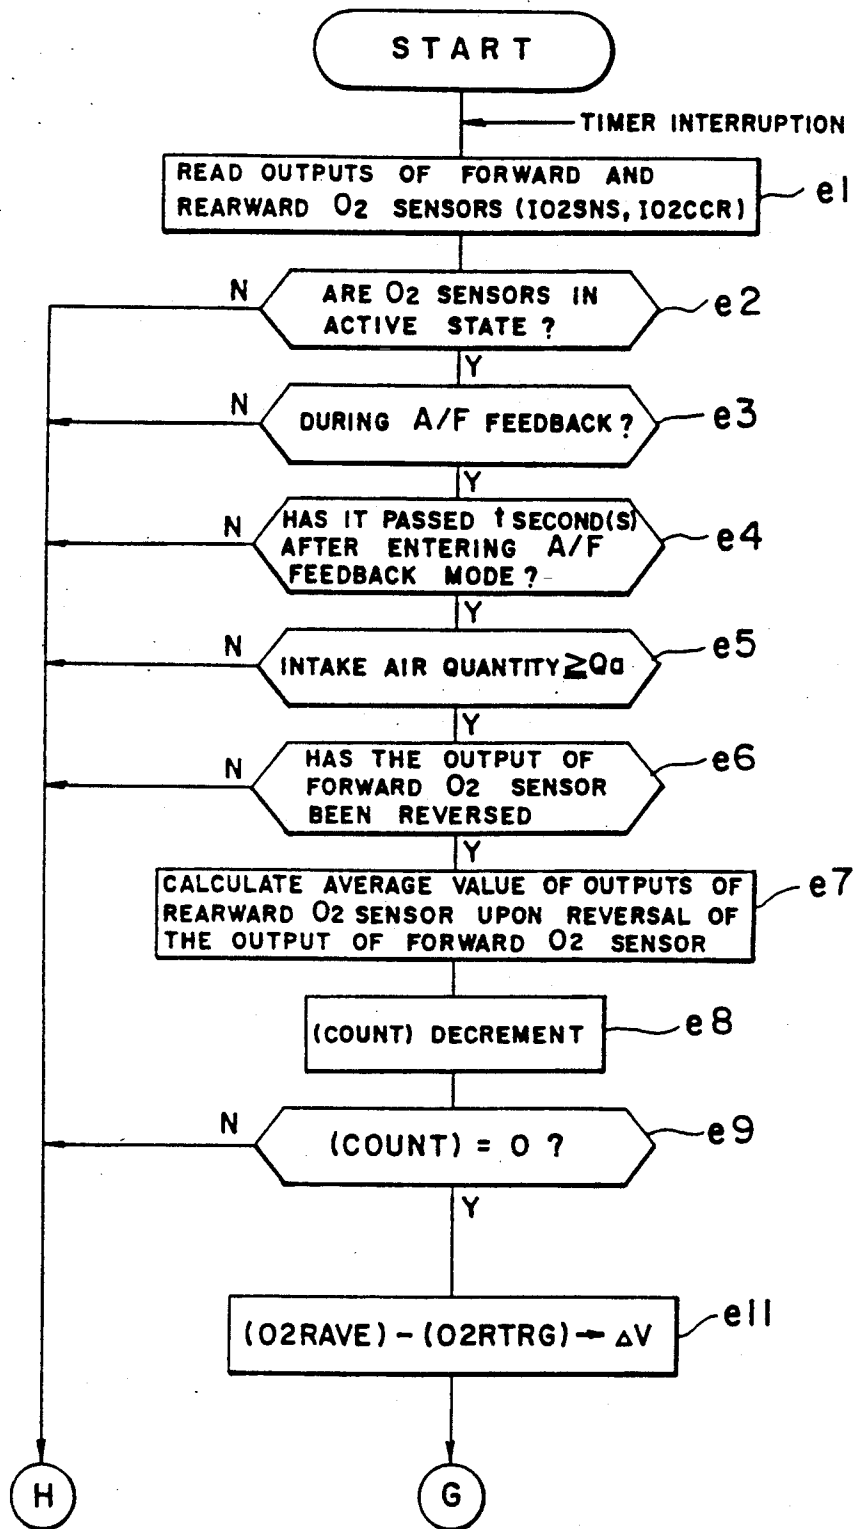 START
TIMER INTERRUPTION
READ OUTPUTS OF FORWARD AND
REARWARD O2 SENSORS (IO2SNS, IO2CCR)
e1
N
ARE O2 SENSORS IN
ACTIVE STATE?
e2
Y
N
DURING A/F FEEDBACK?
e3
Y
N
HAS IT PASSED t SECOND(S)
AFTER ENTERING A/F
FEEDBACK MODE?
e4
Y
N
INTAKE AIR QUANTITY ≧ Qa
e5
Y
N
HAS THE OUTPUT OF
FORWARD O2 SENSOR
BEEN REVERSED
e6
Y
CALCULATE AVERAGE VALUE OF OUTPUTS OF
REARWARD O2 SENSOR UPON REVERSAL OF
THE OUTPUT OF FORWARD O2 SENSOR
e7
(COUNT) DECREMENT
e8
N
(COUNT) = 0 ?
e9
Y
(O2RAVE) – (O2RTRG) → ΔV
e11
H
G